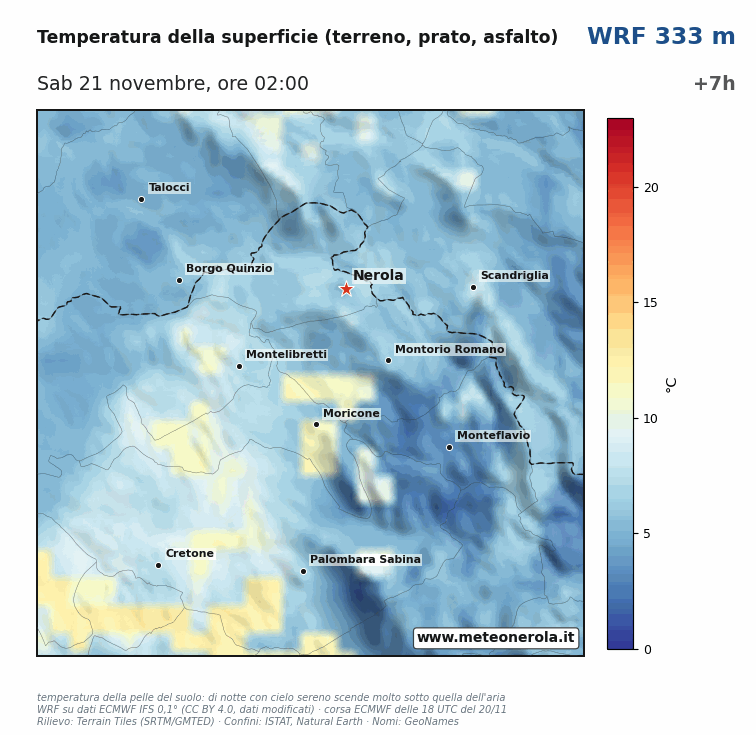 Temperatura della superficie (terreno, prato, asfalto)
WRF 333 m
Sab 21 novembre, ore 02:00
+7h
Talocci
Borgo Quinzio
Nerola
Scandriglia
Montelibretti
Montorio Romano
Moricone
Monteflavio
Cretone
Palombara Sabina
www.meteonerola.it
20
15
10
5
0
°C
temperatura della pelle del suolo: di notte con cielo sereno scende molto sotto quella dell'aria
WRF su dati ECMWF IFS 0,1° (CC BY 4.0, dati modificati) · corsa ECMWF delle 18 UTC del 20/11
Rilievo: Terrain Tiles (SRTM/GMTED) · Confini: ISTAT, Natural Earth · Nomi: GeoNames